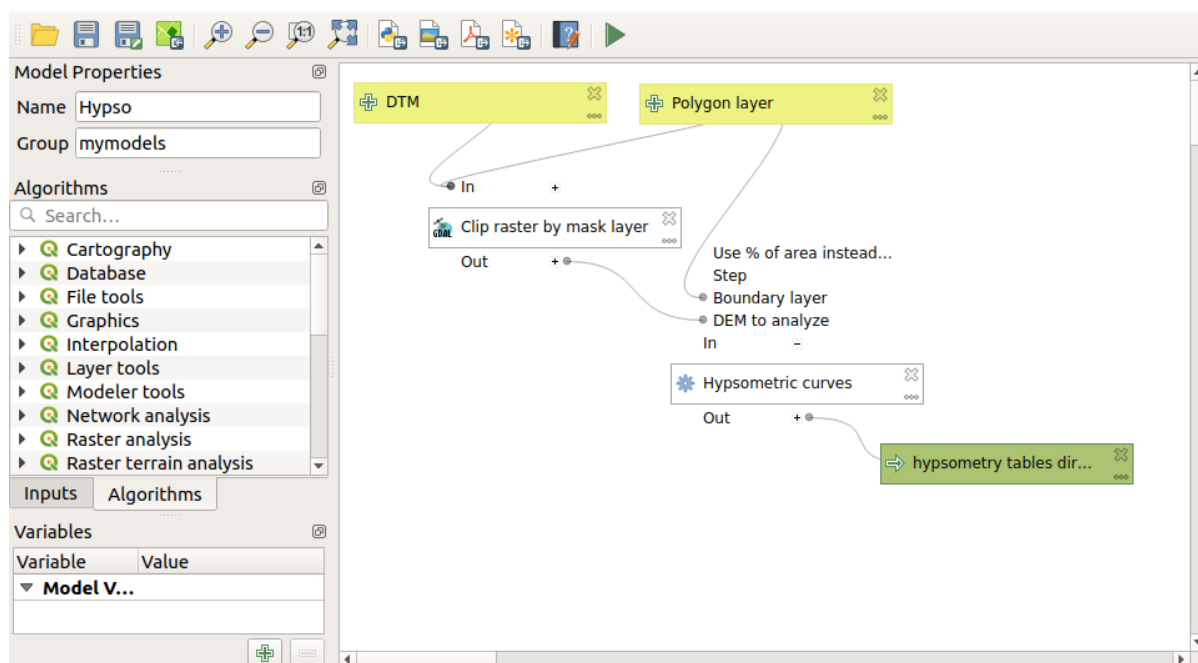 1:1
Model Properties
Name Hypso
Group mymodels
Algorithms
Search...
Cartography
Database
File tools
Graphics
Interpolation
Layer tools
Modeler tools
Network analysis
Raster analysis
Raster terrain analysis
Inputs Algorithms
Variables
Variable Value
Model V...
DTM
Polygon layer
In +
GDAL Clip raster by mask layer
Out +
Use % of area instead...
Step
Boundary layer
DEM to analyze
In -
Hypsometric curves
Out +
hypsometry tables dir...